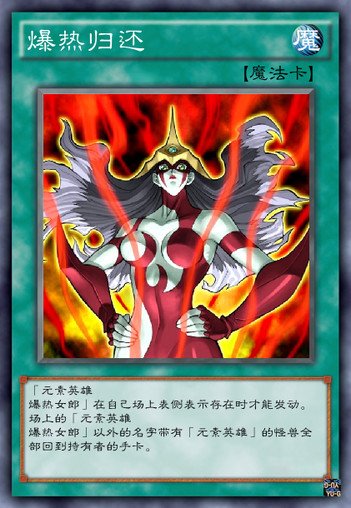 爆热归还
魔
【魔法卡】
「元素英雄
爆热女郎」在自己场上表侧表示存在时才能发动。
场上的「元素英雄
爆热女郎」以外的名字带有「元素英雄」的怪兽全
部回到持有者的手卡。
YU-G